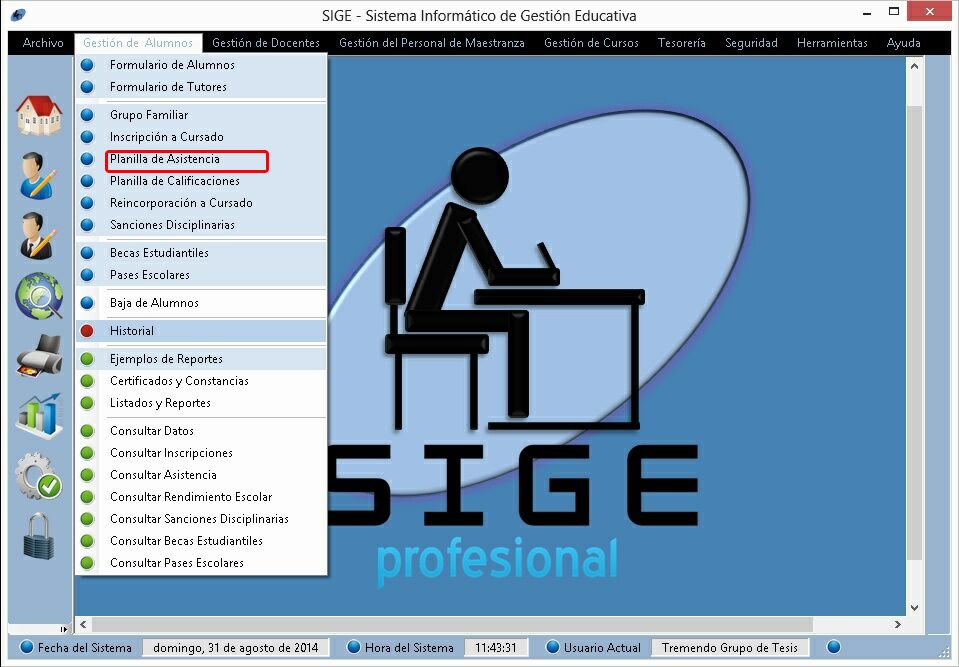 SIGE - Sistema Informático de Gestión Educativa
Archivo Gestión de Alumnos Gestión de Docentes Gestión del Personal de Maestranza Gestión de Cursos Tesorería Seguridad Herramientas Ayuda
Formulario de Alumnos
Formulario de Tutores
Grupo Familiar
Inscripción a Cursado
Planilla de Asistencia
Planilla de Calificaciones
Reincorporación a Cursado
Sanciones Disciplinarias
Becas Estudiantiles
Pases Escolares
Baja de Alumnos
Historial
Ejemplos de Reportes
Certificados y Constancias
Listados y Reportes
Consultar Datos
Consultar Inscripciones
Consultar Asistencia
Consultar Rendimiento Escolar
Consultar Sanciones Disciplinarias
Consultar Becas Estudiantiles
Consultar Pases Escolares
SIGE
profesional
Fecha del Sistema domingo, 31 de agosto de 2014 Hora del Sistema 11:43:31 Usuario Actual Tremendo Grupo de Tesis